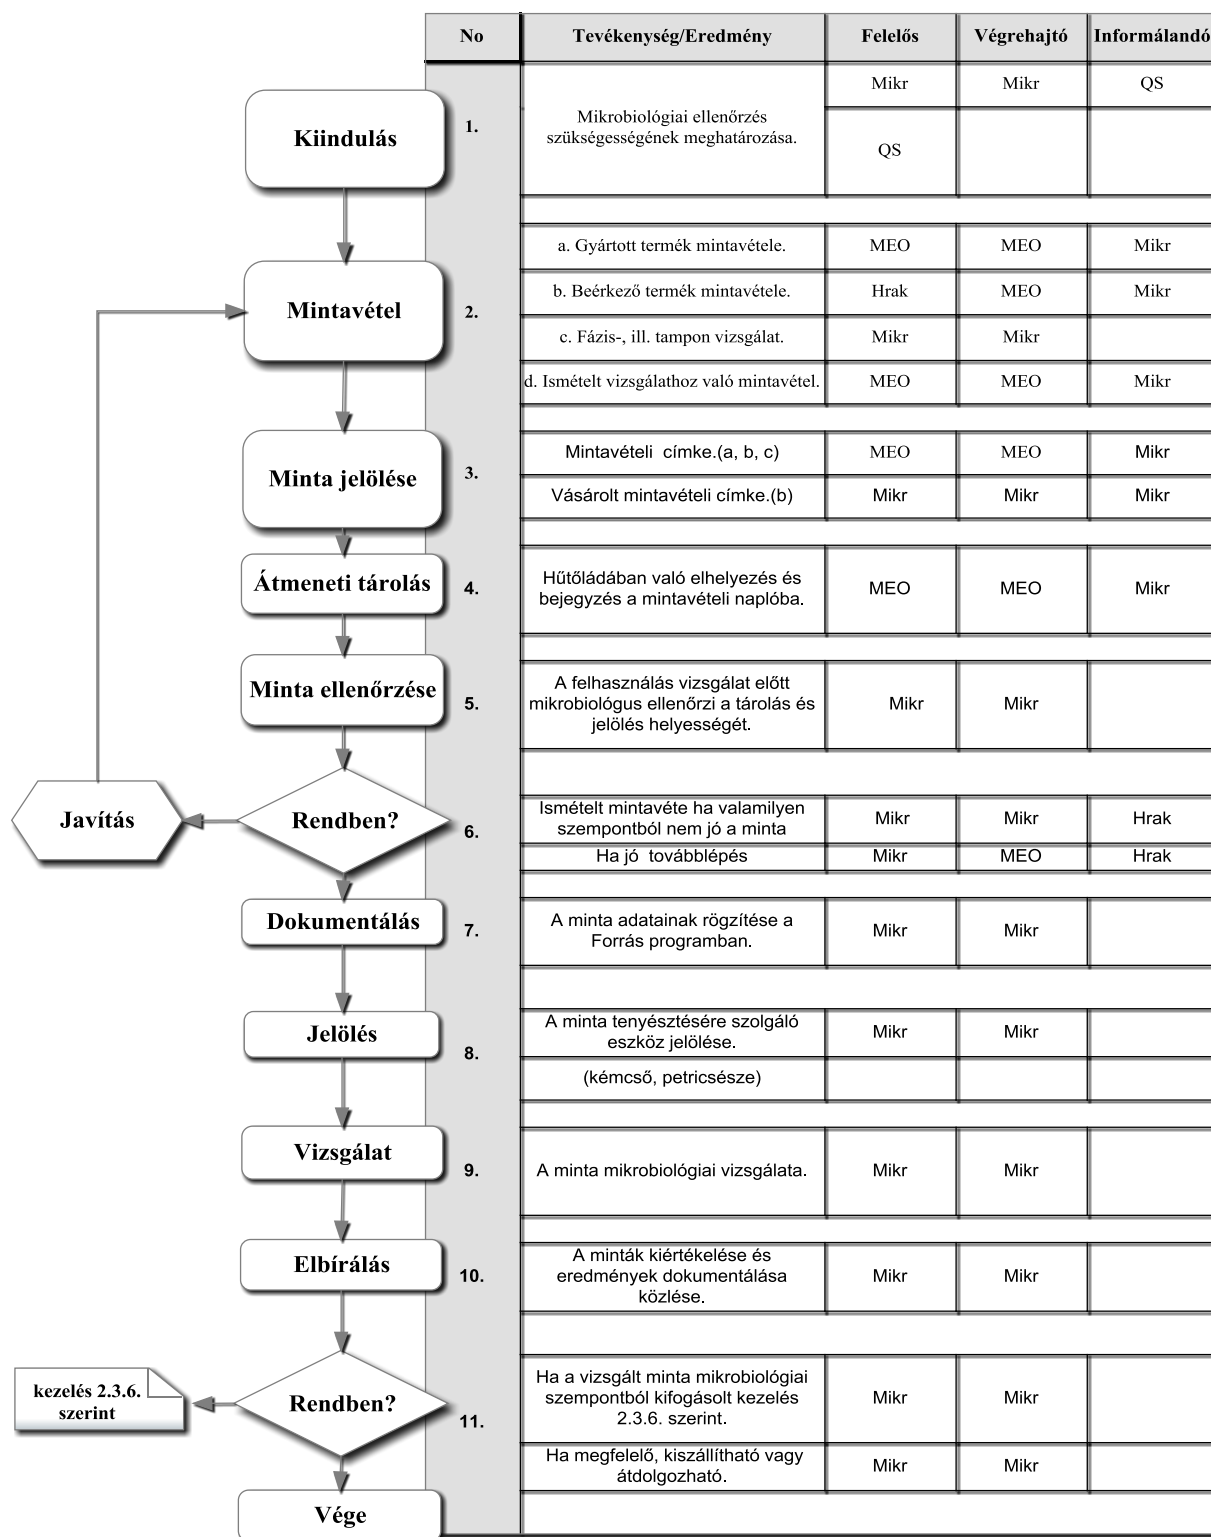 No Tevékenység/Eredmény Felelős Végrehajtó Informálandó
Kiindulás
1.
Mikrobiológiai ellenőrzés
szükségességének meghatározása.
Mikr Mikr QS
QS
Mintavétel
2.
a. Gyártott termék mintavétele. MEO MEO Mikr
b. Beérkező termék mintavétele. Hrak MEO Mikr
c. Fázis-, ill. tampon vizsgálat. Mikr Mikr
d. Ismételt vizsgálathoz való mintavétel. MEO MEO Mikr
Minta jelölése
3.
Mintavételi címke.(a, b, c) MEO MEO Mikr
Vásárolt mintavételi címke.(b) Mikr Mikr Mikr
Átmeneti tárolás
4.
Hűtőládában való elhelyezés és
bejegyzés a mintavételi naplóba.
MEO MEO Mikr
Minta ellenőrzése
5.
A felhasználás vizsgálat előtt
mikrobiológus ellenőrzi a tárolás és
jelölés helyességét.
Mikr Mikr
Javítás
Rendben?
6.
Ismételt mintavéte ha valamilyen
szempontból nem jó a minta
Mikr Mikr Hrak
Ha jó továbblépés Mikr MEO Hrak
Dokumentálás
7.
A minta adatainak rögzítése a
Forrás programban.
Mikr Mikr
Jelölés
8.
A minta tenyésztésére szolgáló
eszköz jelölése.
Mikr Mikr
(kémcső, petricsésze)
Vizsgálat
9.
A minta mikrobiológiai vizsgálata. Mikr Mikr
Elbírálás
10.
A minták kiértékelése és
eredmények dokumentálása
közlése.
Mikr Mikr
kezelés 2.3.6.
szerint
Rendben?
11.
Ha a vizsgált minta mikrobiológiai
szempontból kifogásolt kezelés
2.3.6. szerint.
Mikr Mikr
Ha megfelelő, kiszállítható vagy
átdolgozható.
Mikr Mikr
Vége